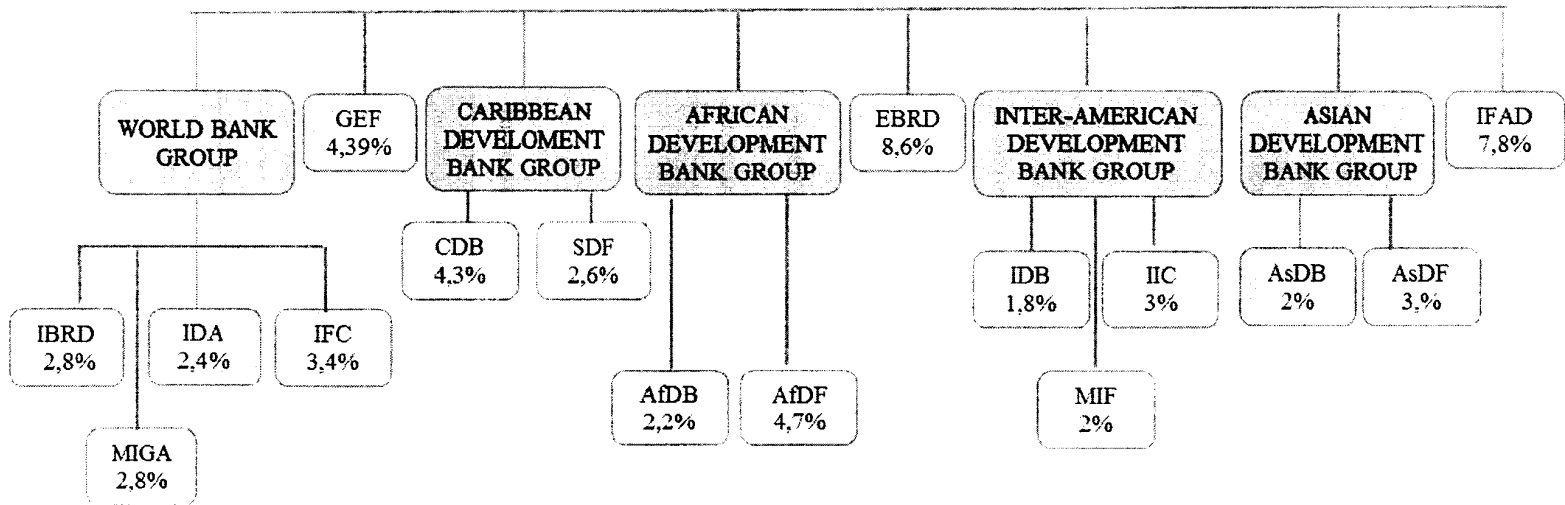 WORLD BANK
GROUP
GEF
4,39%
CARIBBEAN
DEVELOMENT
BANK GROUP
AFRICAN
DEVELOPMENT
BANK GROUP
EBRD
8,6%
INTER-AMERICAN
DEVELOPMENT
BANK GROUP
ASIAN
DEVELOPMENT
BANK GROUP
IFAD
7,8%
CDB
4,3%
SDF
2,6%
IDB
1,8%
IIC
3%
AsDB
2%
AsDF
3,%
IBRD
2,8%
IDA
2,4%
IFC
3,4%
AfDB
2,2%
AfDF
4,7%
MIF
2%
MIGA
2,8%